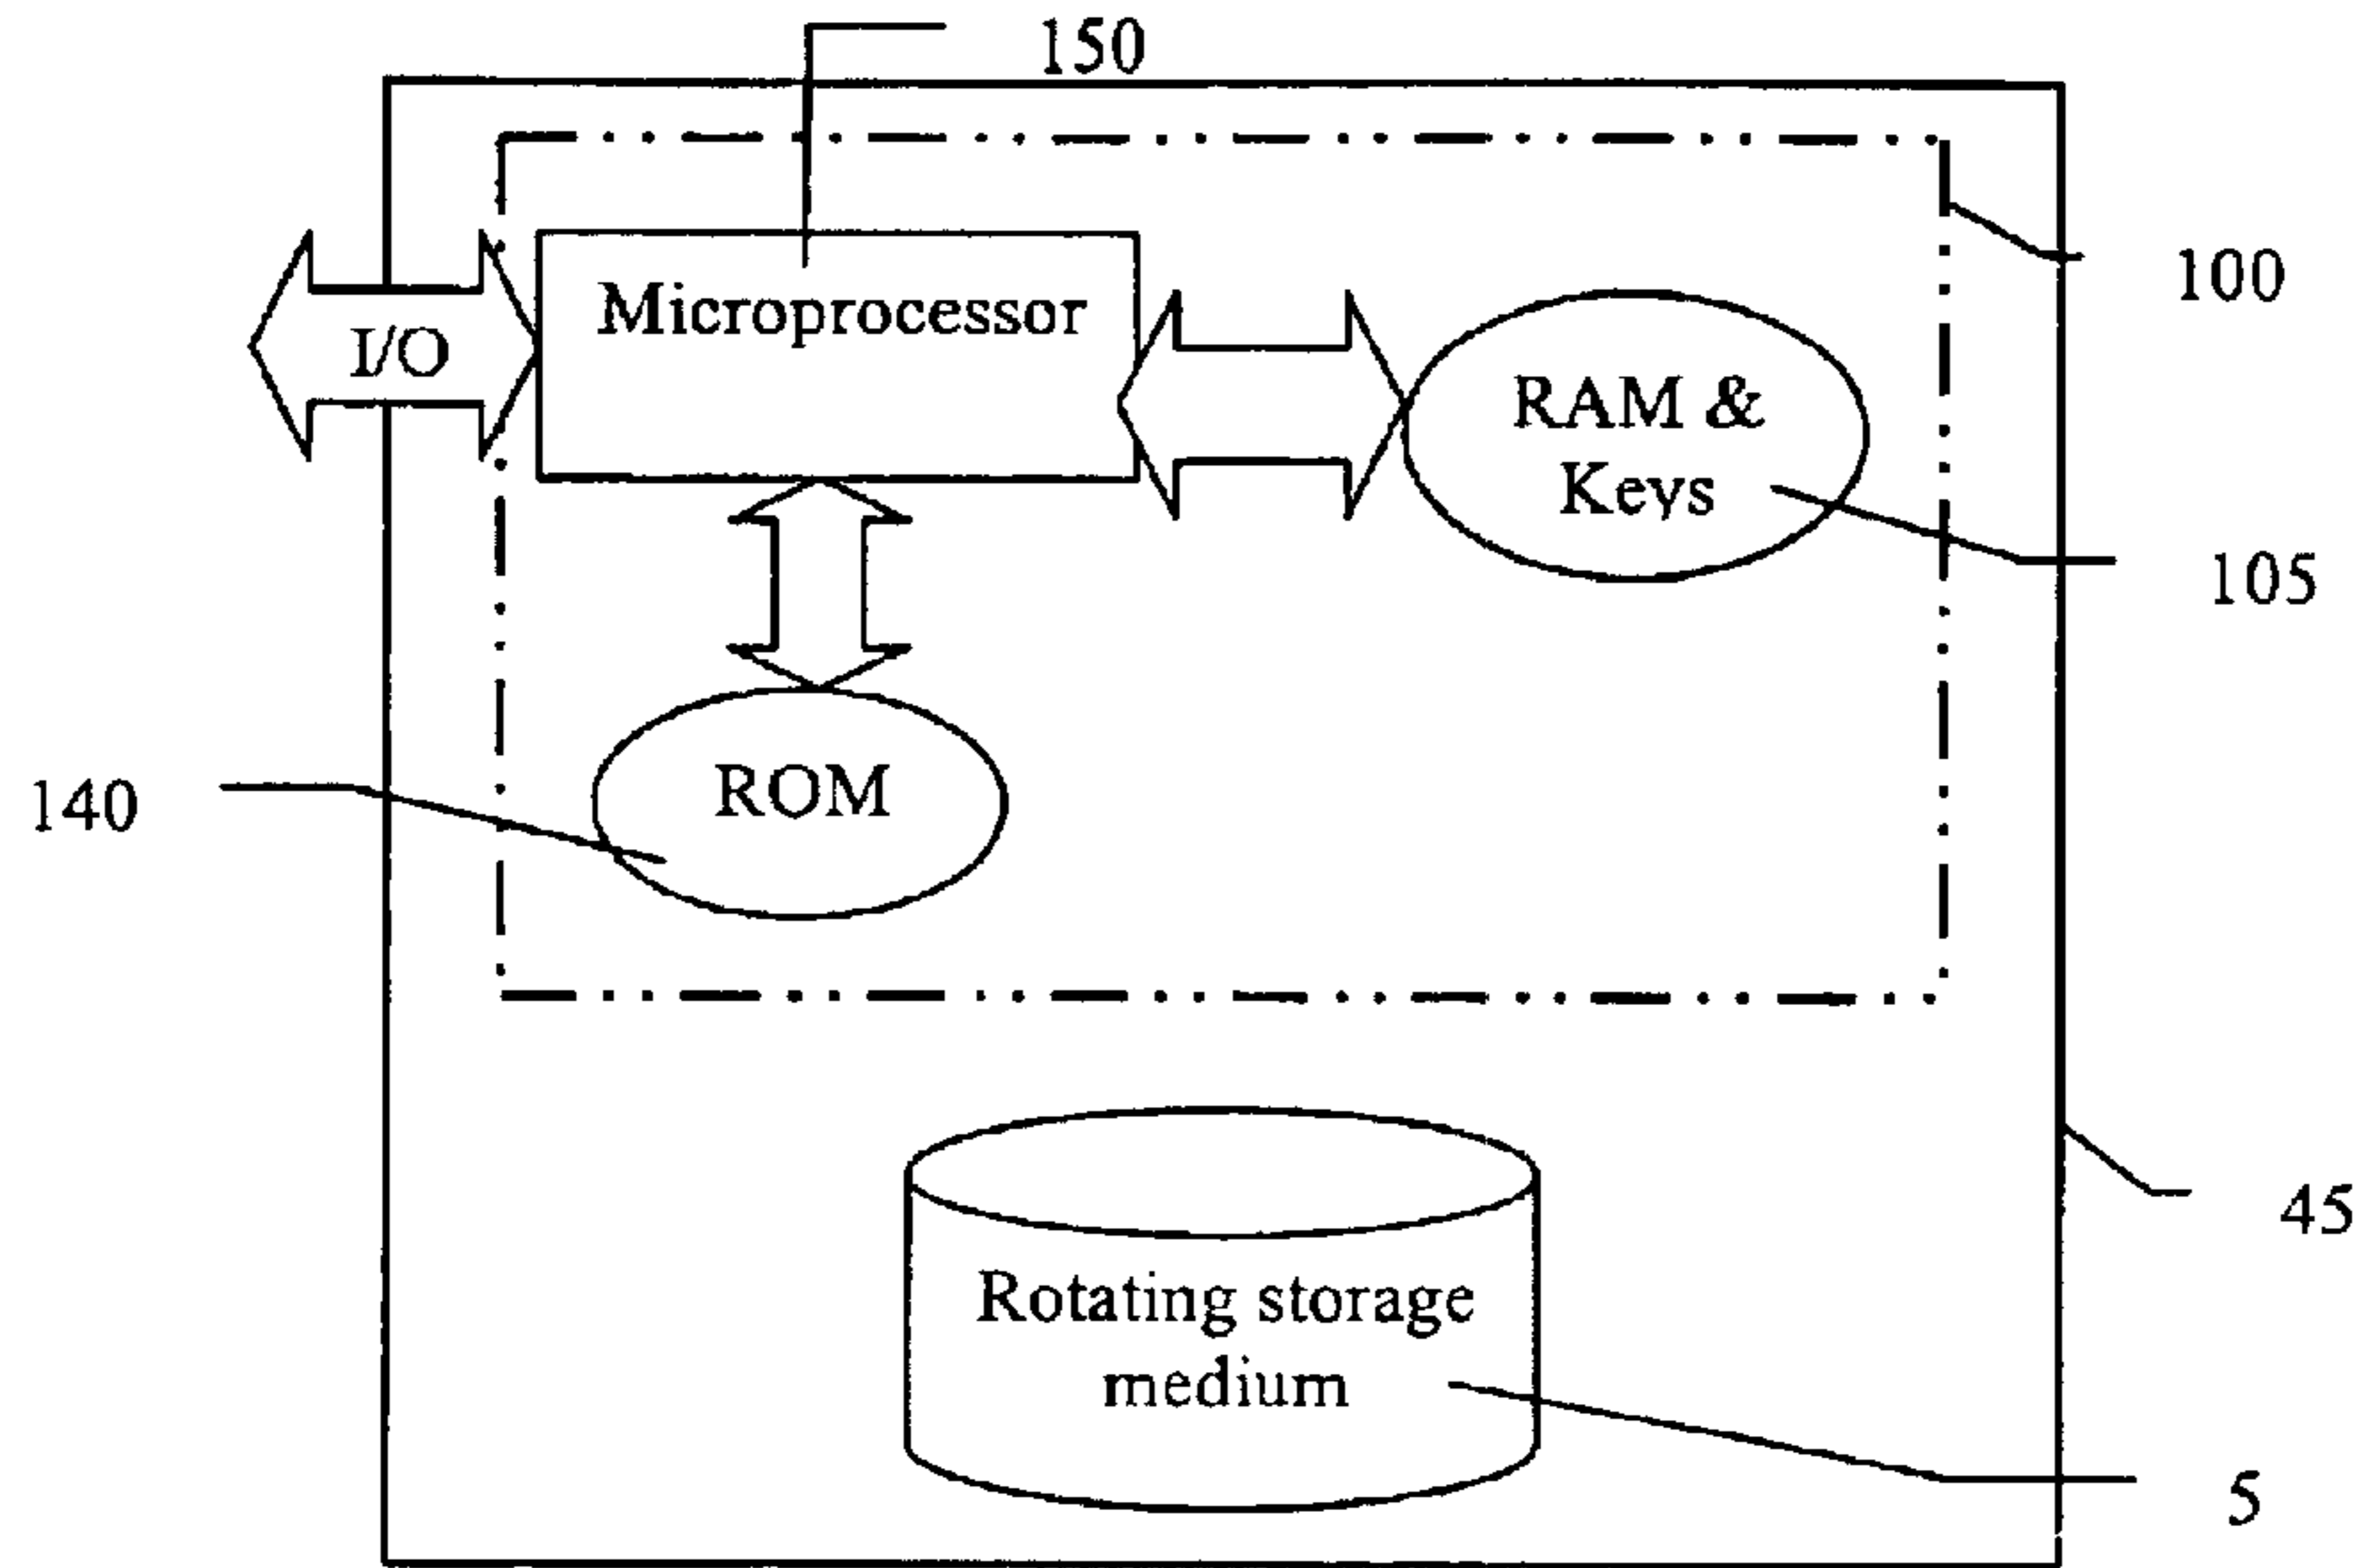 150
Microprocessor
I/O
100
RAM &
Keys
105
ROM
140
45
Rotating storage
medium
5